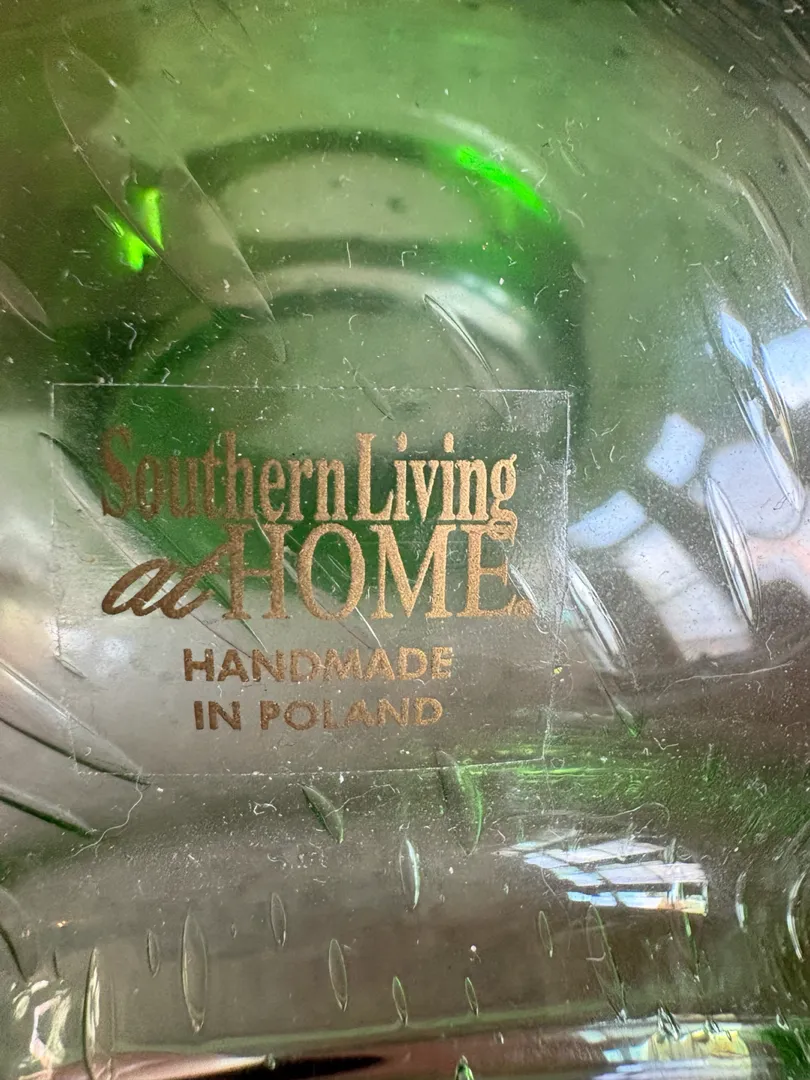 Southern Living
at HOME®
HANDMADE
IN POLAND